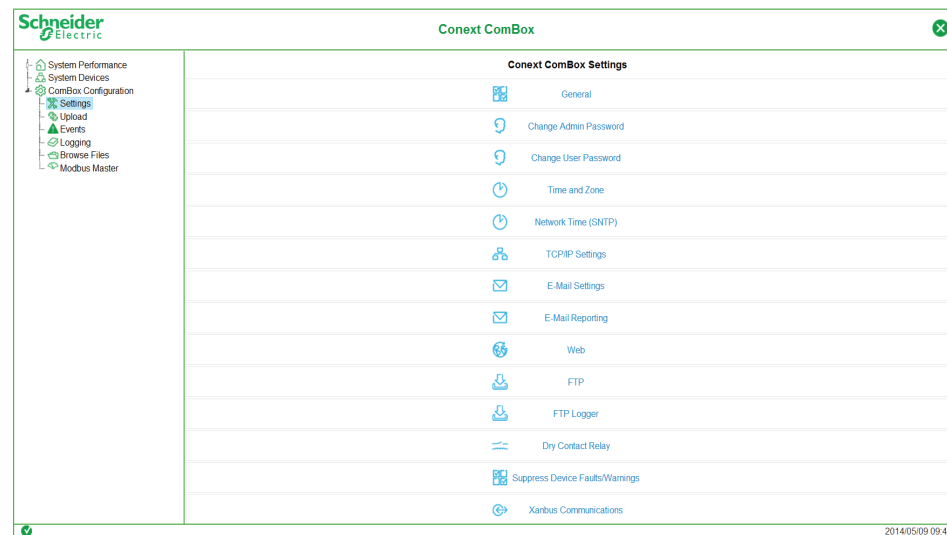 Schneider
Electric
Conext ComBox
System Performance
System Devices
ComBox Configuration
Settings
Upload
Events
Logging
Browse Files
Modbus Master
Conext ComBox Settings
General
Change Admin Password
Change User Password
Time and Zone
Network Time (SNTP)
TCP/IP Settings
E-Mail Settings
E-Mail Reporting
Web
FTP
FTP Logger
Dry Contact Relay
Suppress Device Faults/Warnings
Xanbus Communications
2014/05/09 09:4